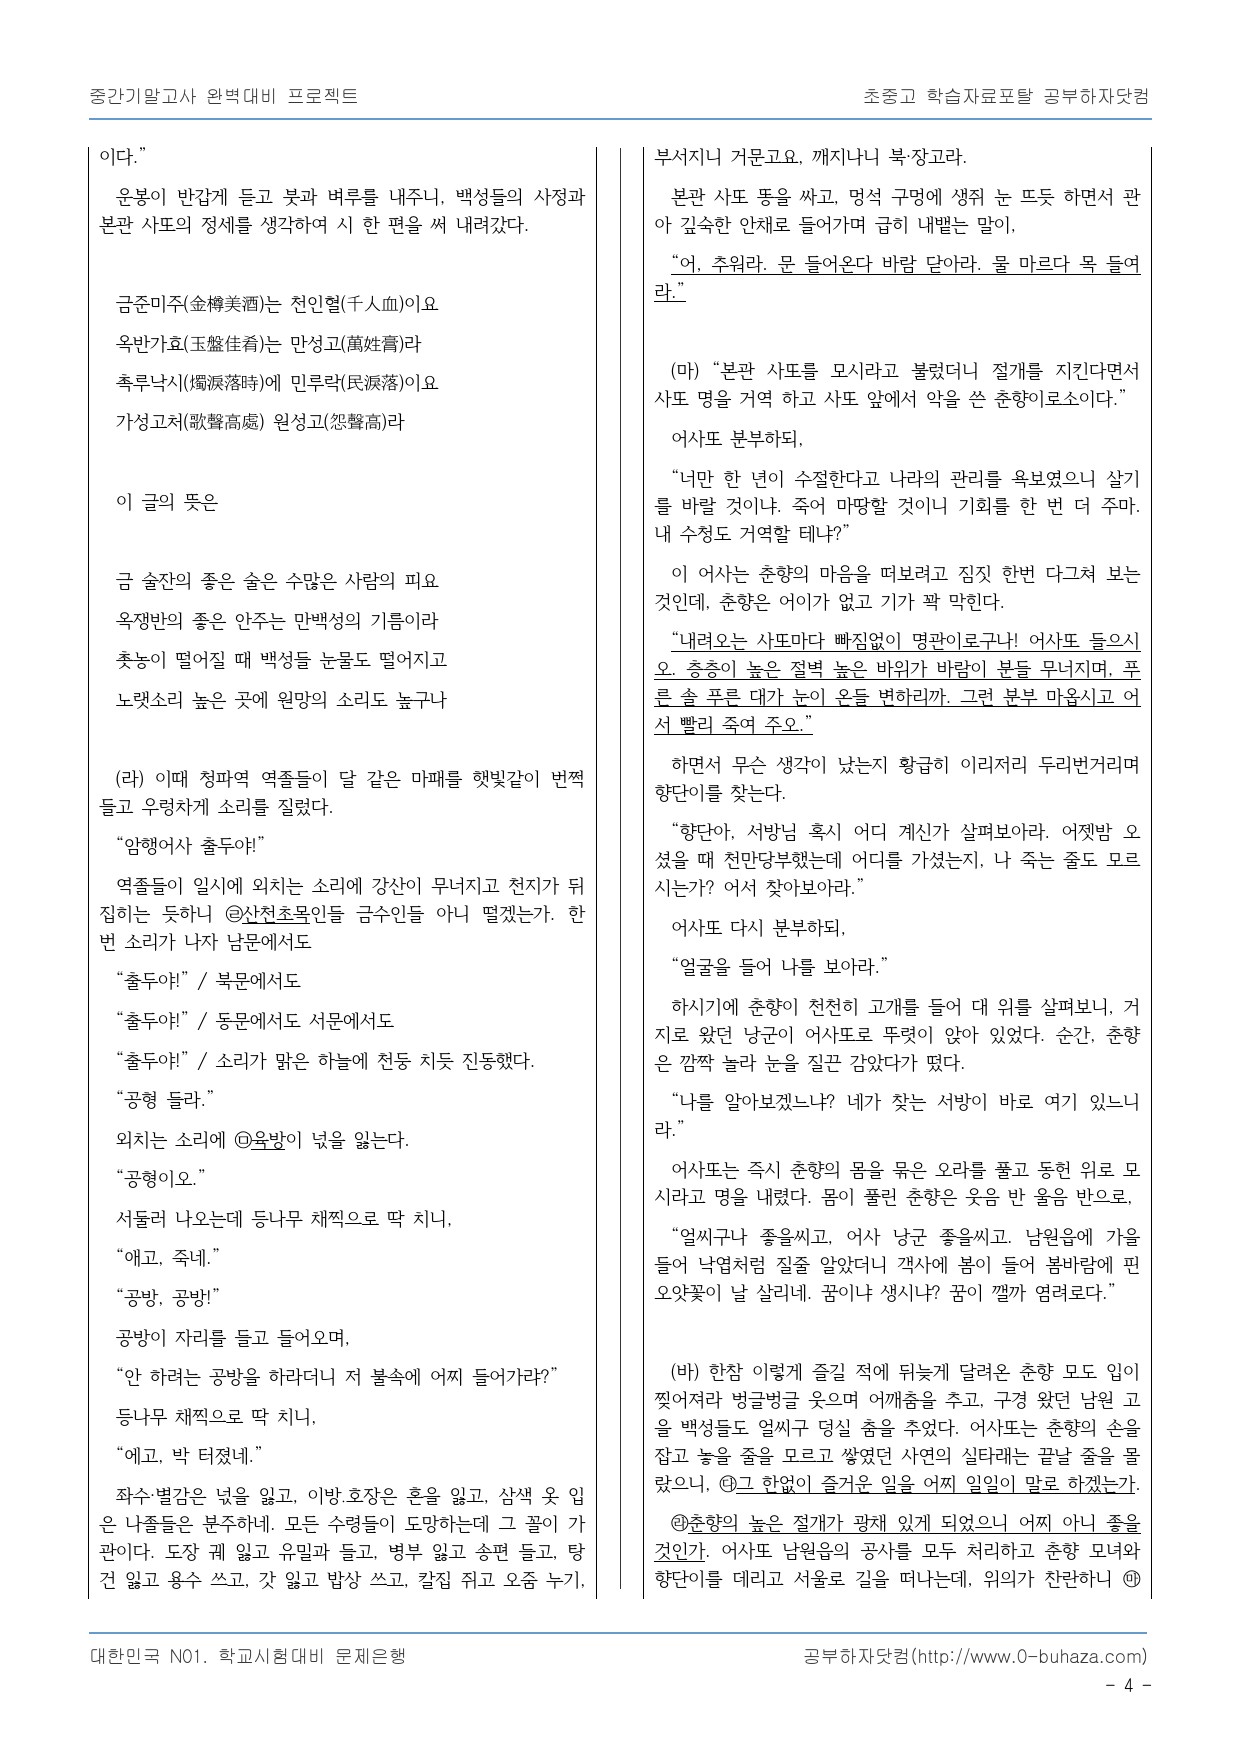 중간기말고사 완벽대비 프로젝트
초중고 학습자료포탈 공부하자닷컴
이다.”
운봉이 반갑게 듣고 붓과 벼루를 내주니, 백성들의 사정과
본관 사또의 정세를 생각하여 시 한 편을 써 내려갔다.
금준미주(金樽美酒)는 천인혈(千人血)이요
옥반가효(玉盤佳肴)는 만성고(萬姓膏)라
촉루낙시(燭淚落時)에 민루락(民淚落)이요
가성고처(歌聲高處) 원성고(怨聲高)라
이 글의 뜻은
금 술잔의 좋은 술은 수많은 사람의 피요
옥쟁반의 좋은 안주는 만백성의 기름이라
촛농이 떨어질 때 백성들 눈물도 떨어지고
노랫소리 높은 곳에 원망의 소리도 높구나
(라) 이때 청파역 역졸들이 달 같은 마패를 햇빛같이 번쩍
들고 우렁차게 소리를 질렀다.
“암행어사 출두야!”
역졸들이 일시에 외치는 소리에 강산이 무너지고 천지가 뒤
집히는 듯하니 ㉣산천초목인들 금수인들 아니 떨겠는가. 한
번 소리가 나자 남문에서도
“출두야!” / 북문에서도
“출두야!” / 동문에서도 서문에서도
“출두야!” / 소리가 맑은 하늘에 천둥 치듯 진동했다.
“공형 들라.”
외치는 소리에 ㉤육방이 넋을 잃는다.
“공형이오.”
서둘러 나오는데 등나무 채찍으로 딱 치니,
“애고, 죽네.”
“공방, 공방!”
공방이 자리를 들고 들어오며,
“안 하려는 공방을 하라더니 저 불속에 어찌 들어가랴?”
등나무 채찍으로 딱 치니,
“에고, 박 터졌네.”
좌수·별감은 넋을 잃고, 이방.호장은 혼을 잃고, 삼색 옷 입
은 나졸들은 분주하네. 모든 수령들이 도망하는데 그 꼴이 가
관이다. 도장 궤 잃고 유밀과 들고, 병부 잃고 송편 들고, 탕
건 잃고 용수 쓰고, 갓 잃고 밥상 쓰고, 칼집 쥐고 오줌 누기,
부서지니 거문고요, 깨지나니 북·장고라.
본관 사또 똥을 싸고, 멍석 구멍에 생쥐 눈 뜨듯 하면서 관
아 깊숙한 안채로 들어가며 급히 내뱉는 말이,
“어, 추워라. 문 들어온다 바람 닫아라. 물 마르다 목 들여
라.”
(마) “본관 사또를 모시라고 불렀더니 절개를 지킨다면서
사또 명을 거역 하고 사또 앞에서 악을 쓴 춘향이로소이다.”
어사또 분부하되,
“너만 한 년이 수절한다고 나라의 관리를 욕보였으니 살기
를 바랄 것이냐. 죽어 마땅할 것이니 기회를 한 번 더 주마.
내 수청도 거역할 테냐?”
이 어사는 춘향의 마음을 떠보려고 짐짓 한번 다그쳐 보는
것인데, 춘향은 어이가 없고 기가 꽉 막힌다.
“내려오는 사또마다 빠짐없이 명관이로구나! 어사또 들으시
오. 층층이 높은 절벽 높은 바위가 바람이 분들 무너지며, 푸
른 솔 푸른 대가 눈이 온들 변하리까. 그런 분부 마옵시고 어
서 빨리 죽여 주오.”
하면서 무슨 생각이 났는지 황급히 이리저리 두리번거리며
향단이를 찾는다.
“향단아, 서방님 혹시 어디 계신가 살펴보아라. 어젯밤 오
셨을 때 천만당부했는데 어디를 가셨는지, 나 죽는 줄도 모르
시는가? 어서 찾아보아라.”
어사또 다시 분부하되,
“얼굴을 들어 나를 보아라.”
하시기에 춘향이 천천히 고개를 들어 대 위를 살펴보니, 거
지로 왔던 낭군이 어사또로 뚜렷이 앉아 있었다. 순간, 춘향
은 깜짝 놀라 눈을 질끈 감았다가 떴다.
“나를 알아보겠느냐? 네가 찾는 서방이 바로 여기 있느니
라.”
어사또는 즉시 춘향의 몸을 묶은 오라를 풀고 동헌 위로 모
시라고 명을 내렸다. 몸이 풀린 춘향은 웃음 반 울음 반으로,
“얼씨구나 좋을씨고, 어사 낭군 좋을씨고. 남원읍에 가을
들어 낙엽처럼 질줄 알았더니 객사에 봄이 들어 봄바람에 핀
오얏꽃이 날 살리네. 꿈이냐 생시냐? 꿈이 깰까 염려로다.”
(바) 한참 이렇게 즐길 적에 뒤늦게 달려온 춘향 모도 입이
찢어져라 벙글벙글 웃으며 어깨춤을 추고, 구경 왔던 남원 고
을 백성들도 얼씨구 덩실 춤을 추었다. 어사또는 춘향의 손을
잡고 놓을 줄을 모르고 쌓였던 사연의 실타래는 끝날 줄을 몰
랐으니, ㉰그 한없이 즐거운 일을 어찌 일일이 말로 하겠는가.
㉱춘향의 높은 절개가 광채 있게 되었으니 어찌 아니 좋을
것인가. 어사또 남원읍의 공사를 모두 처리하고 춘향 모녀와
향단이를 데리고 서울로 길을 떠나는데, 위의가 찬란하니 ㉲
대한민국 N01. 학교시험대비 문제은행
공부하자닷컴(http://www.0-buhaza.com)
- 4 -